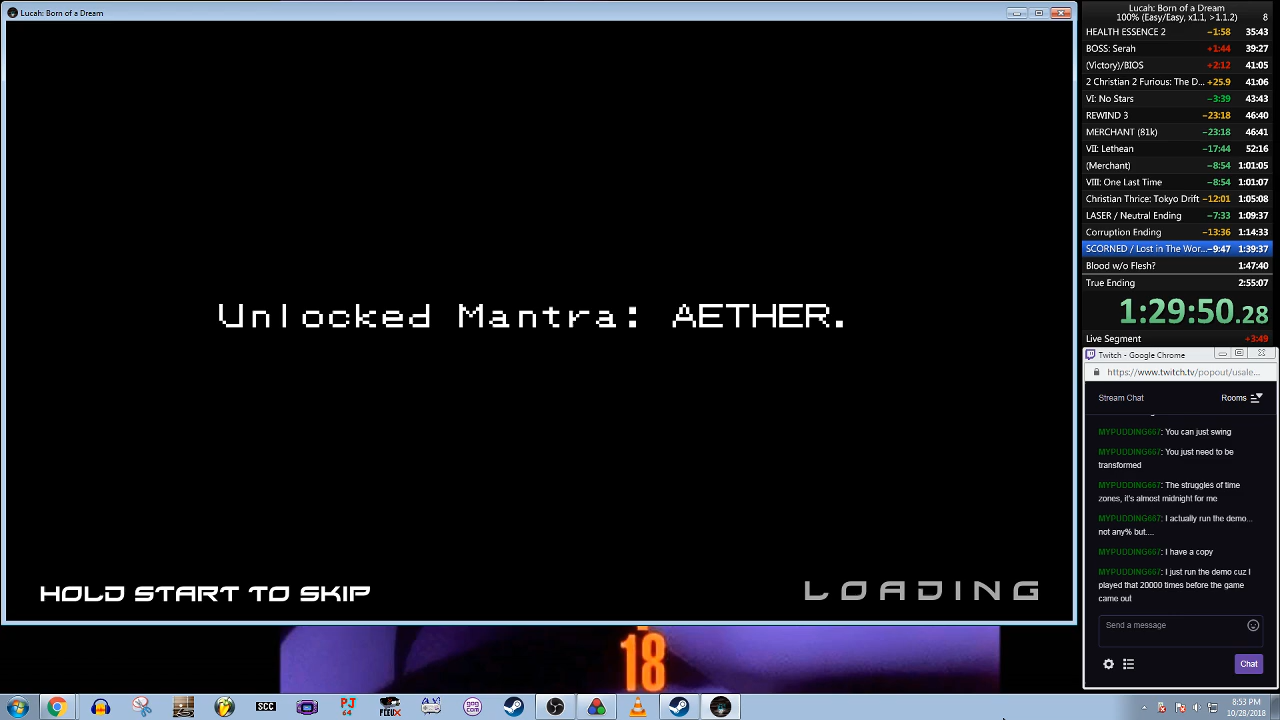 Lucah: Born of a Dream
Unlocked Mantra: AETHER.
HOLD START TO SKIP
LOADING
18
Lucah: Born of a Dream
100% (Easy/Easy, x1.1, >1.1.2) 8
HEALTH ESSENCE 2 −1:58 35:43
BOSS: Serah +1:44 39:27
(Victory)/BIOS +2:12 41:05
2 Christian 2 Furious: The D... +25.9 41:06
VI: No Stars −3:39 43:43
REWIND 3 −23:18 46:40
MERCHANT (81k) −23:18 46:41
VII: Lethean −17:44 52:16
(Merchant) −8:54 1:01:05
VIII: One Last Time −8:54 1:01:07
Christian Thrice: Tokyo Drift −12:01 1:05:08
LASER / Neutral Ending −7:33 1:09:37
Corruption Ending −13:36 1:14:33
SCORNED / Lost in The Wor... −9:47 1:39:37
Blood w/o Flesh? 1:47:40
True Ending 2:55:07
1:29:50.28
Live Segment +3:49
Twitch - Google Chrome
https://www.twitch.tv/popout/usale...
Stream Chat Rooms
MYPUDDING667: You can just swing
MYPUDDING667: You just need to be
transformed
MYPUDDING667: The struggles of time
zones, it's almost midnight for me
MYPUDDING667: I actually run the demo...
not any% but....
MYPUDDING667: I have a copy
MYPUDDING667: I just run the demo cuz I
played that 20000 times before the game
came out
Send a message
Chat
SCC
PJ
64
8:53 PM
10/28/2018